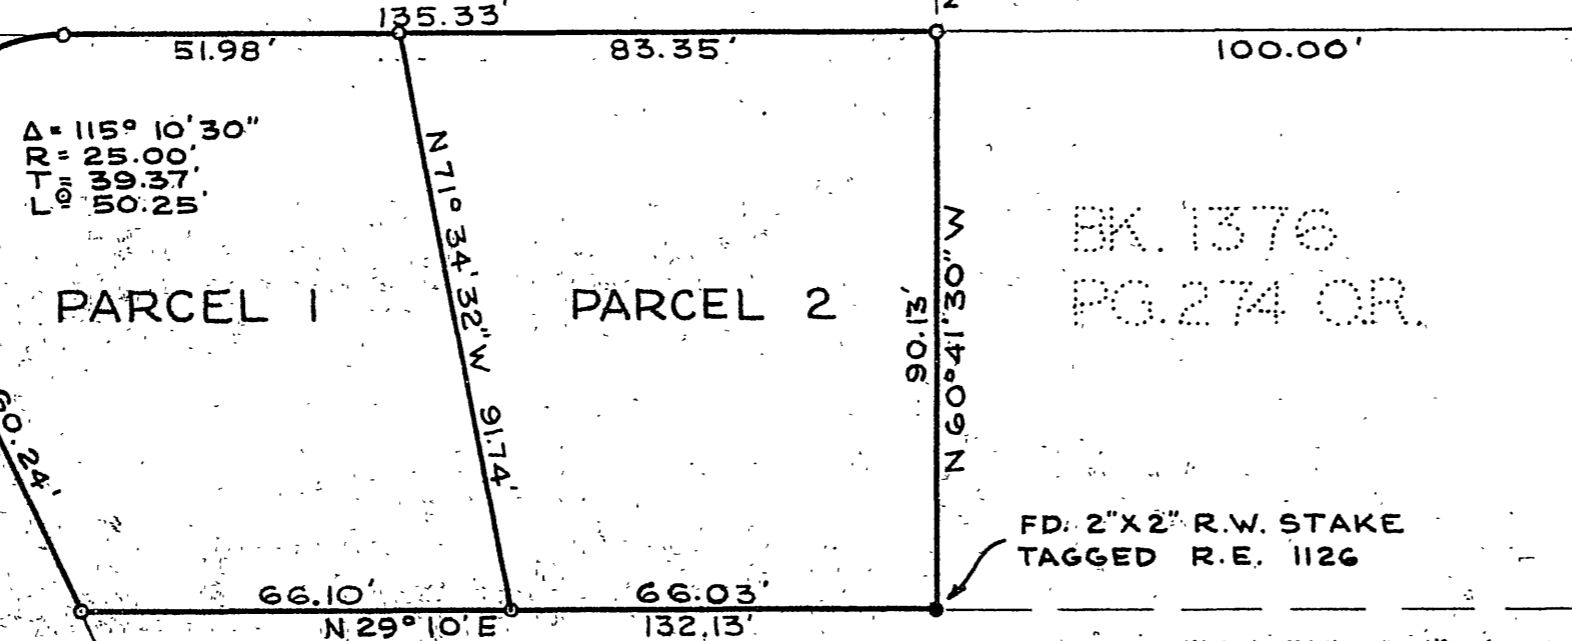 135.33'
2
51.98'
83.35'
100.00'
Δ= 115° 10' 30"
R= 25.00'
T= 39.37'
L= 50.25'
N 71° 34' 32" W 91.74'
90.13'
N 60° 41' 30" W
BK. 1376
PG. 274 O.R.
PARCEL 1
PARCEL 2
60.24'
FD. 2"X2" R.W. STAKE
TAGGED R.E. 1126
66.10'
66.03'
N 29° 10' E
132.13'